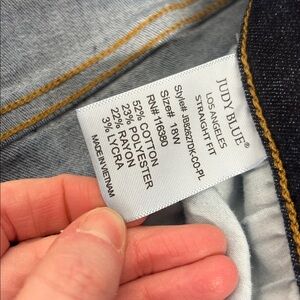 JUDY BLUE®
LOS ANGELES
STRAIGHT FIT
Style# JB82627DK-CO-PL
Size# 18W
RN# 116380
52% COTTON
23% POLYESTER
22% RAYON
3% LYCRA
MADE IN VIETNAM